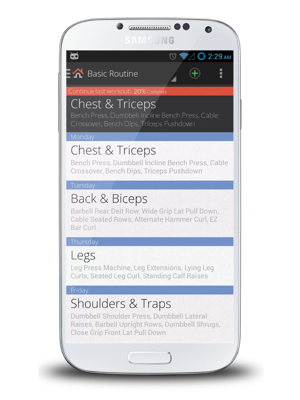 SAMSUNG
2:29 AM
Basic Routine
Continue last workout: 20% Complete
Chest & Triceps
Bench Press, Dumbbell Incline Bench Press, Cable
Crossover, Bench Dips, Triceps Pushdown
Monday
Chest & Triceps
Bench Press, Dumbbell Incline Bench Press, Cable
Crossover, Bench Dips, Triceps Pushdown
Tuesday
Back & Biceps
Barbell Rear Delt Row, Wide Grip Lat Pull Down,
Cable Seated Rows, Alternate Hammer Curl, EZ
Bar Curl
Thursday
Legs
Leg Press Machine, Leg Extensions, Lying Leg
Curls, Seated Leg Curl, Standing Calf Raises
Friday
Shoulders & Traps
Dumbbell Shoulder Press, Dumbbell Lateral
Raises, Barbell Upright Rows, Dumbbell Shrugs,
Close Grip Front Lat Pull Down